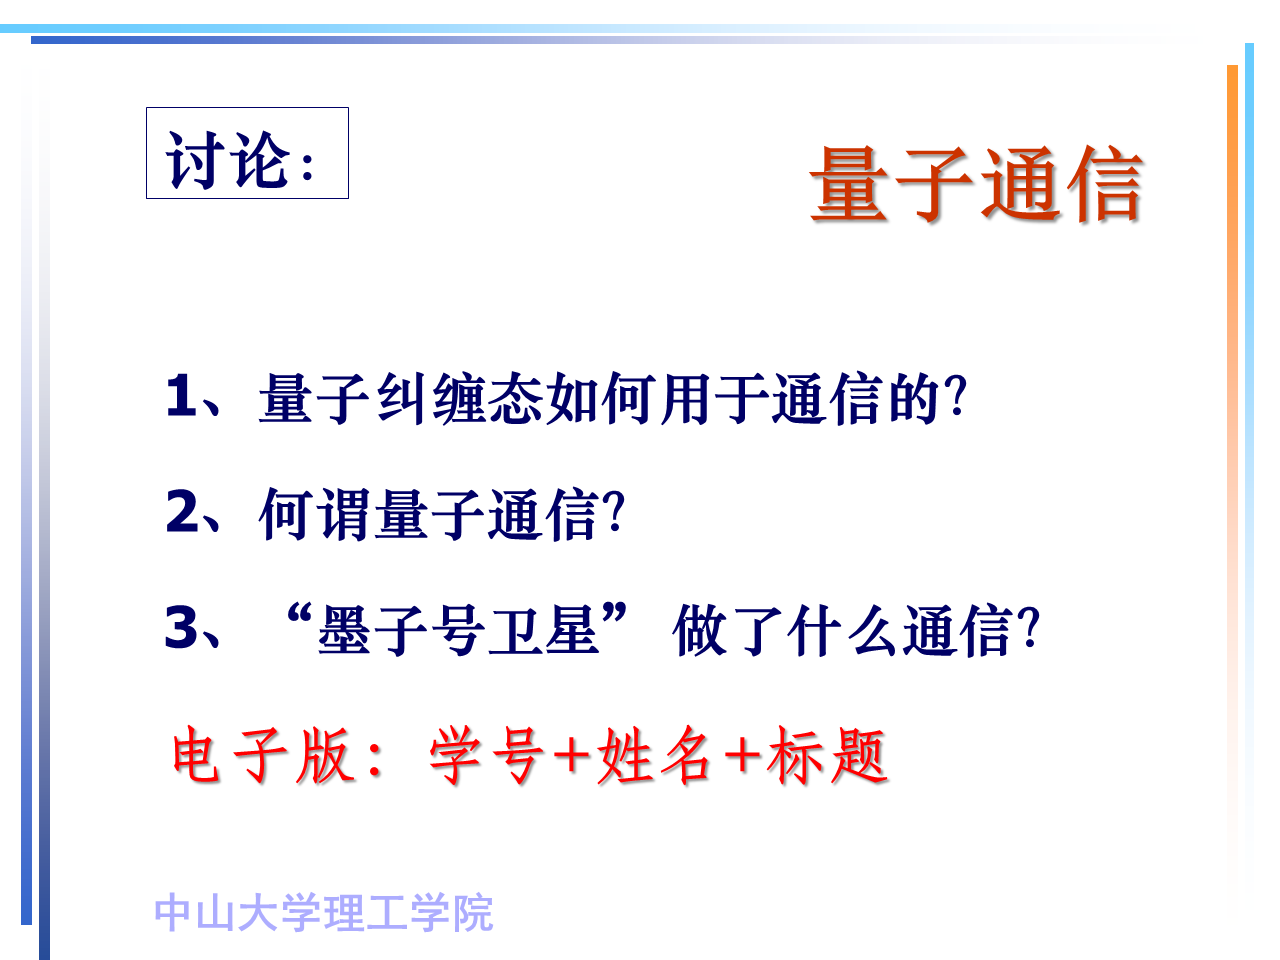 讨论：
量子通信
1、量子纠缠态如何用于通信的？
2、何谓量子通信？
3、“墨子号卫星” 做了什么通信？
电子版：学号+姓名+标题
中山大学理工学院